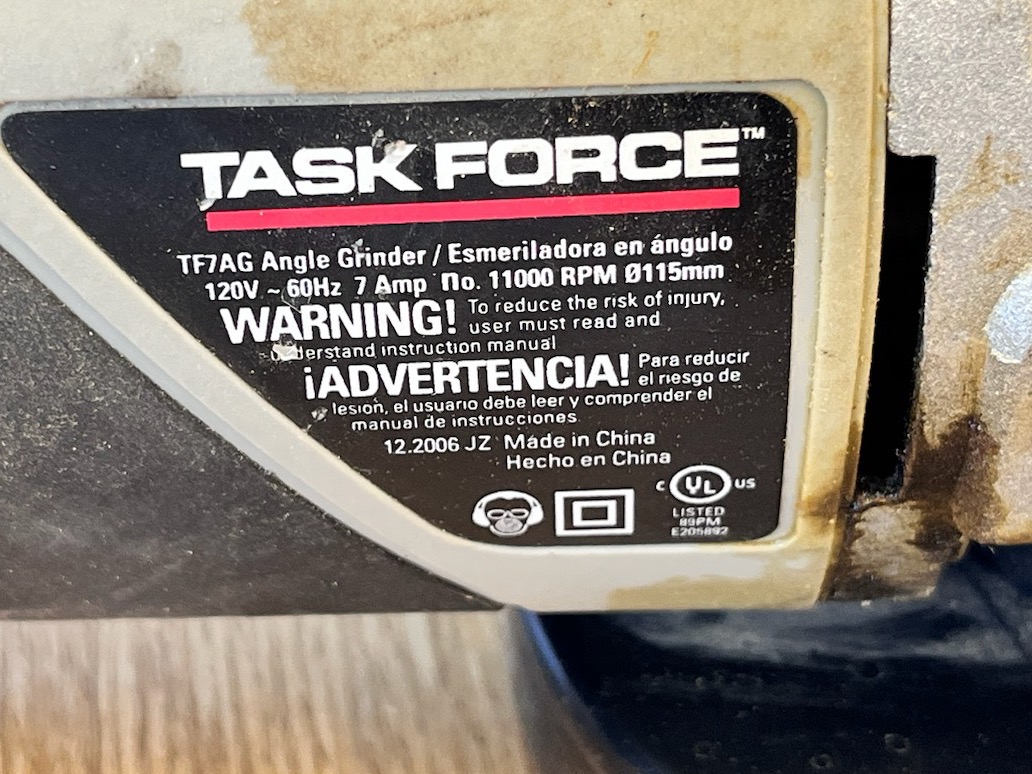 TASK FORCE™
TF7AG Angle Grinder / Esmeriladora en ángulo
120V ~ 60Hz 7 Amp no. 11000 RPM Ø115mm
WARNING! To reduce the risk of injury,
user must read and
understand instruction manual
¡ADVERTENCIA! Para reducir
el riesgo de
lesión, el usuario debe leer y comprender el
manual de instrucciones
12.2006 JZ Made in China
Hecho en China
C UL US
LISTED
89PM
E205892